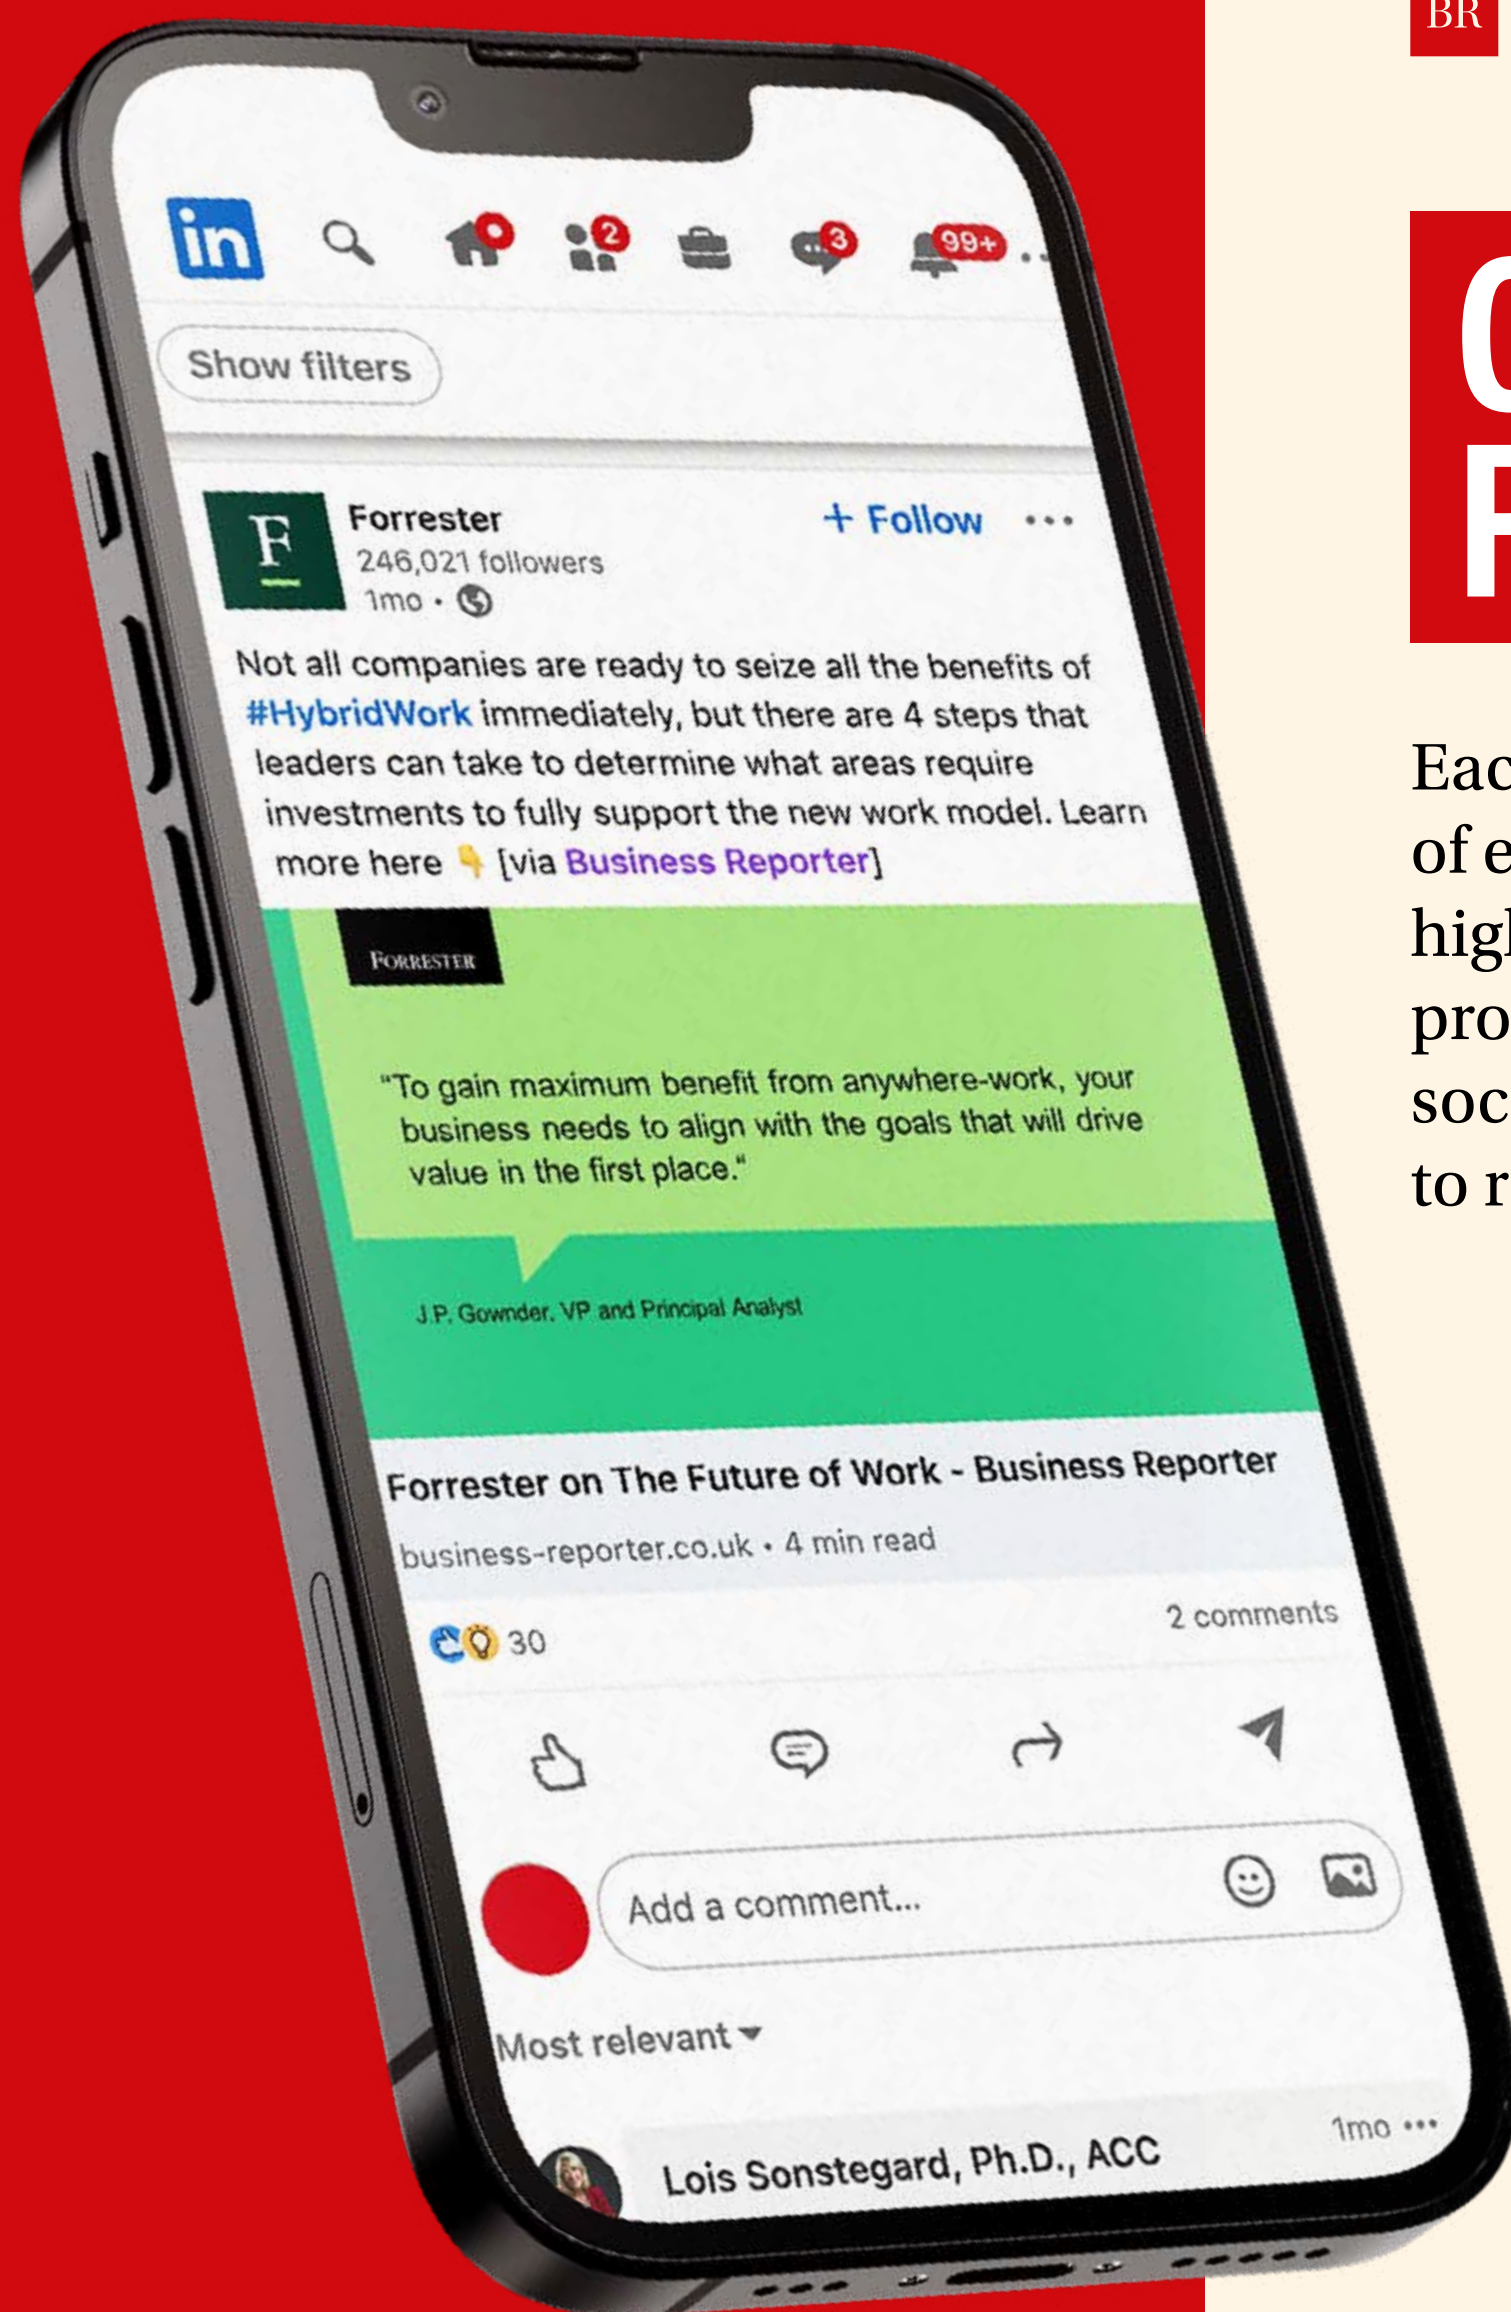 BR
in
2
3
99+
Show filters
F
Forrester
+ Follow
246,021 followers
1mo •
Not all companies are ready to seize all the benefits of
#HybridWork immediately, but there are 4 steps that
leaders can take to determine what areas require
investments to fully support the new work model. Learn
more here 👇 [via Business Reporter]
FORRESTER
"To gain maximum benefit from anywhere-work, your
business needs to align with the goals that will drive
value in the first place."
J.P. Gownder, VP and Principal Analyst
Forrester on The Future of Work - Business Reporter
business-reporter.co.uk • 4 min read
30
2 comments
Add a comment...
Most relevant
Lois Sonstegard, Ph.D., ACC
1mo
of
to